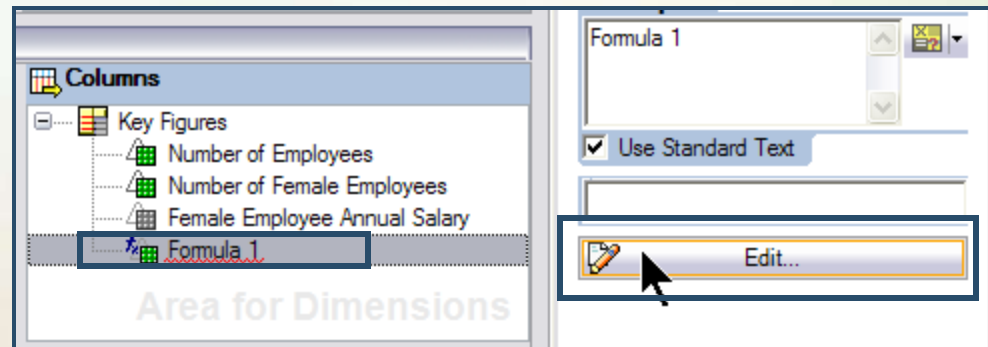 Columns
Key Figures
Number of Employees
Number of Female Employees
Female Employee Annual Salary
Formula 1
Area for Dimensions
Formula 1
Use Standard Text
Edit...